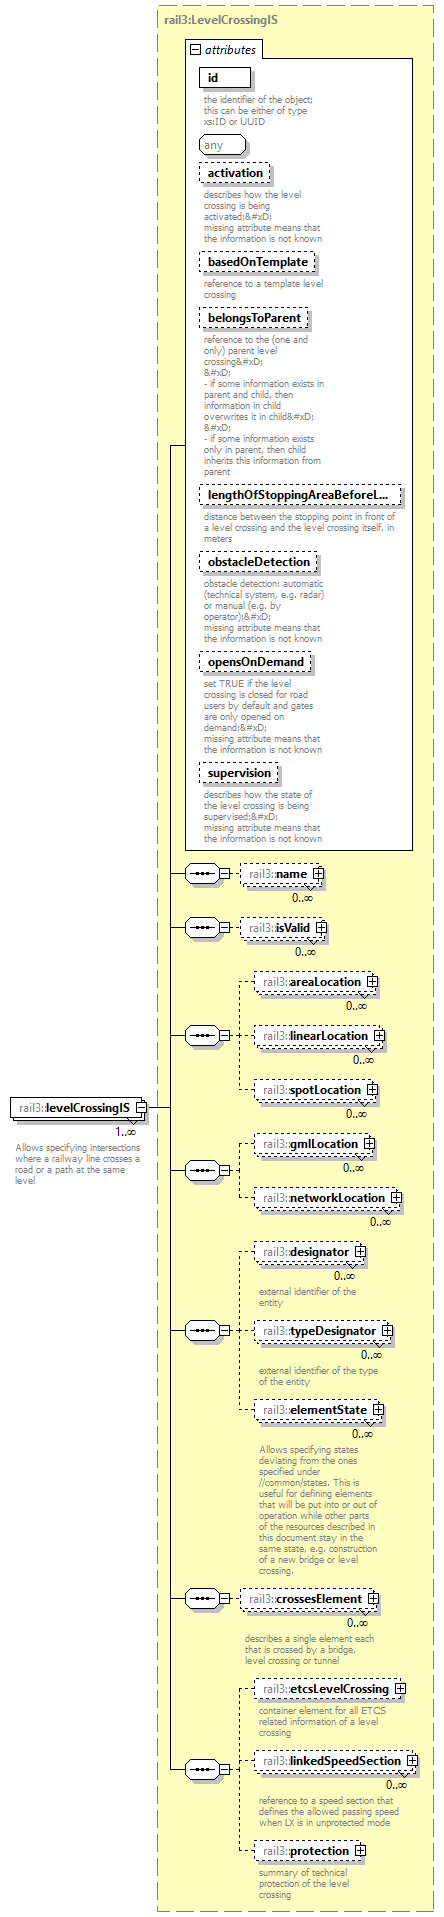 rail3:LevelCrossingIS
attributes
id
the identifier of the object;
this can be either of type
xs:ID or UUID
any
activation
describes how the level
crossing is being
activated;&#xD;
missing attribute means that
the information is not known
basedOnTemplate
reference to a template level
crossing
belongsToParent
reference to the (one and
only) parent level
crossing&#xD;
&#xD;
- if some information exists in
parent and child, then
information in child
overwrites it in child&#xD;
&#xD;
- if some information exists
only in parent, then child
inherits this information from
parent
lengthOfStoppingAreaBeforeL...
distance between the stopping point in front of
a level crossing and the level crossing itself, in
meters
obstacleDetection
obstacle detection: automatic
(technical system, e.g. radar)
or manual (e.g. by
operator);&#xD;
missing attribute means that
the information is not known
opensOnDemand
set TRUE if the level
crossing is closed for road
users by default and gates
are only opened on
demand;&#xD;
missing attribute means that
the information is not known
supervision
describes how the state of
the level crossing is being
supervised;&#xD;
missing attribute means that
the information is not known
rail3::name
0..∞
rail3::isValid
0..∞
rail3::areaLocation
0..∞
rail3::linearLocation
0..∞
rail3::spotLocation
0..∞
rail3::levelCrossingIS
1..∞
Allows specifying intersections
where a railway line crosses a
road or a path at the same
level
rail3::gmlLocation
0..∞
rail3::networkLocation
0..∞
rail3::designator
0..∞
external identifier of the
entity
rail3::typeDesignator
0..∞
external identifier of the type
of the entity
rail3::elementState
0..∞
Allows specifying states
deviating from the ones
specified under
//common/states. This is
useful for defining elements
that will be put into or out of
operation while other parts
of the resources described in
this document stay in the
same state, e.g. construction
of a new bridge or level
crossing.
rail3::crossesElement
0..∞
describes a single element each
that is crossed by a bridge,
level crossing or tunnel
rail3::etcsLevelCrossing
container element for all ETCS
related information of a level
crossing
rail3::linkedSpeedSection
0..∞
reference to a speed section that
defines the allowed passing speed
when LX is in unprotected mode
rail3::protection
summary of technical
protection of the level
crossing